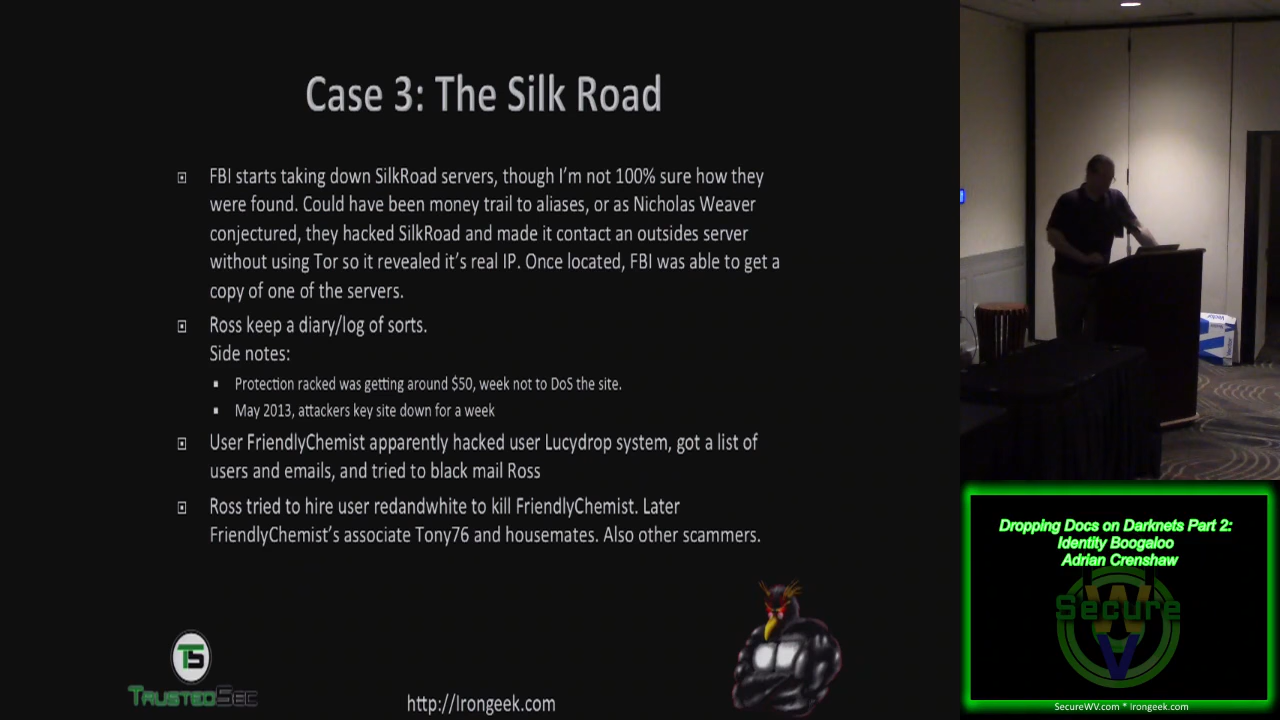 Case 3: The Silk Road
FBI starts taking down SilkRoad servers, though I'm not 100% sure how they
were found. Could have been money trail to aliases, or as Nicholas Weaver
conjectured, they hacked SilkRoad and made it contact an outsides server
without using Tor so it revealed it's real IP. Once located, FBI was able to get a
copy of one of the servers.
Ross keep a diary/log of sorts.
Side notes:
Protection racked was getting around $50, week not to DoS the site.
May 2013, attackers key site down for a week
User FriendlyChemist apparently hacked user Lucydrop system, got a list of
users and emails, and tried to black mail Ross
Ross tried to hire user redandwhite to kill FriendlyChemist. Later
FriendlyChemist's associate Tony76 and housemates. Also other scammers.
TS
TRUSTEDSEC
http://Irongeek.com
Dropping Docs on Darknets Part 2:
Identity Boogaloo
Adrian Crenshaw
Secure
W
V
SecureWV.com * Irongeek.com